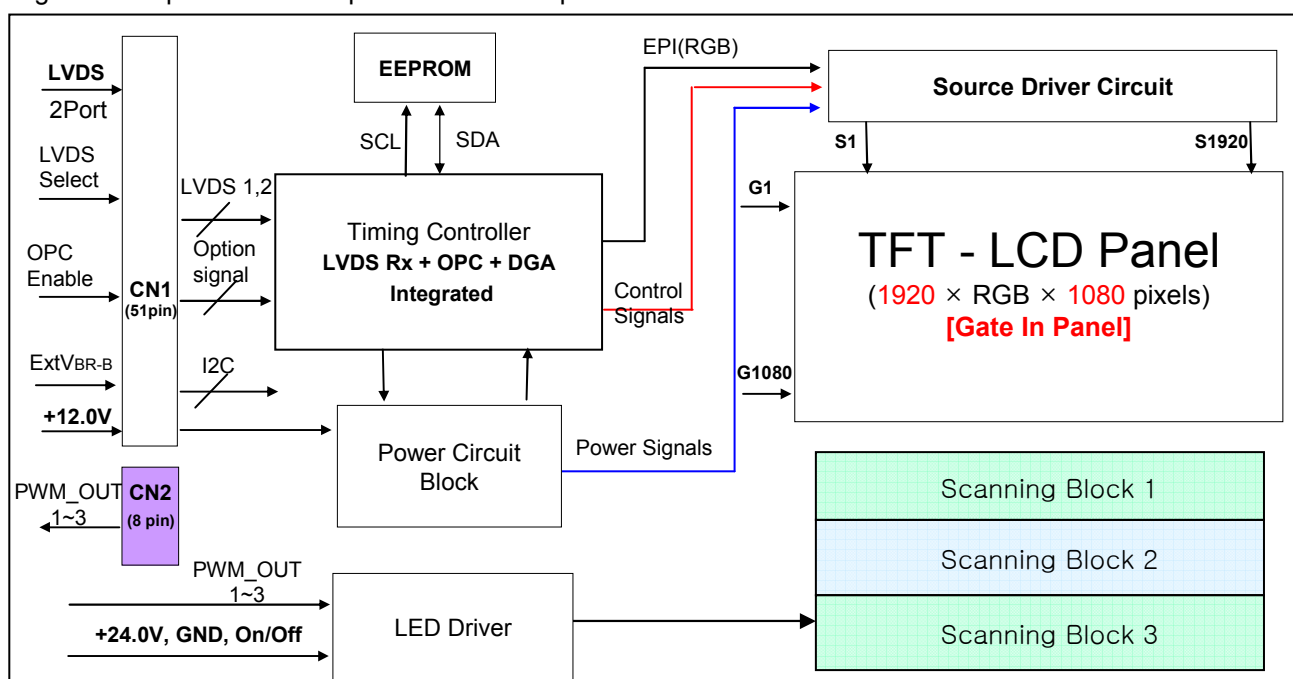 LVDS
2Port
LVDS
Select
OPC
Enable
ExtVBR-B
+12.0V
CN1
(51pin)
LVDS 1,2
Option
signal
I2C
EEPROM
SCL
SDA
Timing Controller
LVDS Rx + OPC + DGA
Integrated
EPI(RGB)
Control
Signals
Source Driver Circuit
S1
S1920
G1
G1080
TFT - LCD Panel
(1920 × RGB × 1080 pixels)
[Gate In Panel]
Power Circuit
Block
Power Signals
PWM_OUT
1~3
CN2
(8 pin)
PWM_OUT
1~3
+24.0V, GND, On/Off
LED Driver
Scanning Block 1
Scanning Block 2
Scanning Block 3